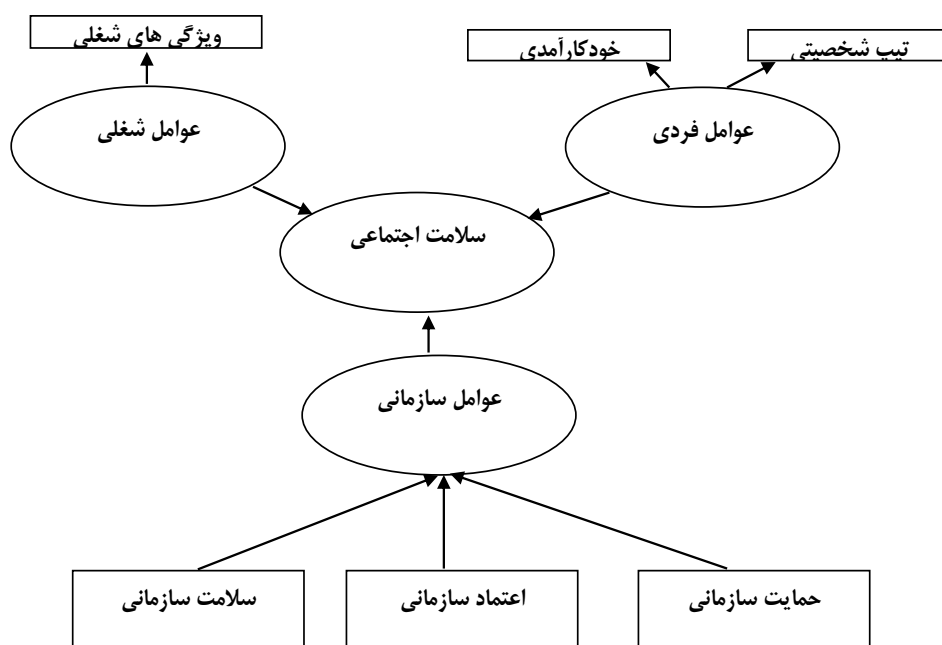 تیپ شخصیتی
خودکارآمدی
ویژگی های شغلی
عوامل فردی
عوامل شغلی
سلامت اجتماعی
عوامل سازمانی
حمایت سازمانی
اعتماد سازمانی
سلامت سازمانی